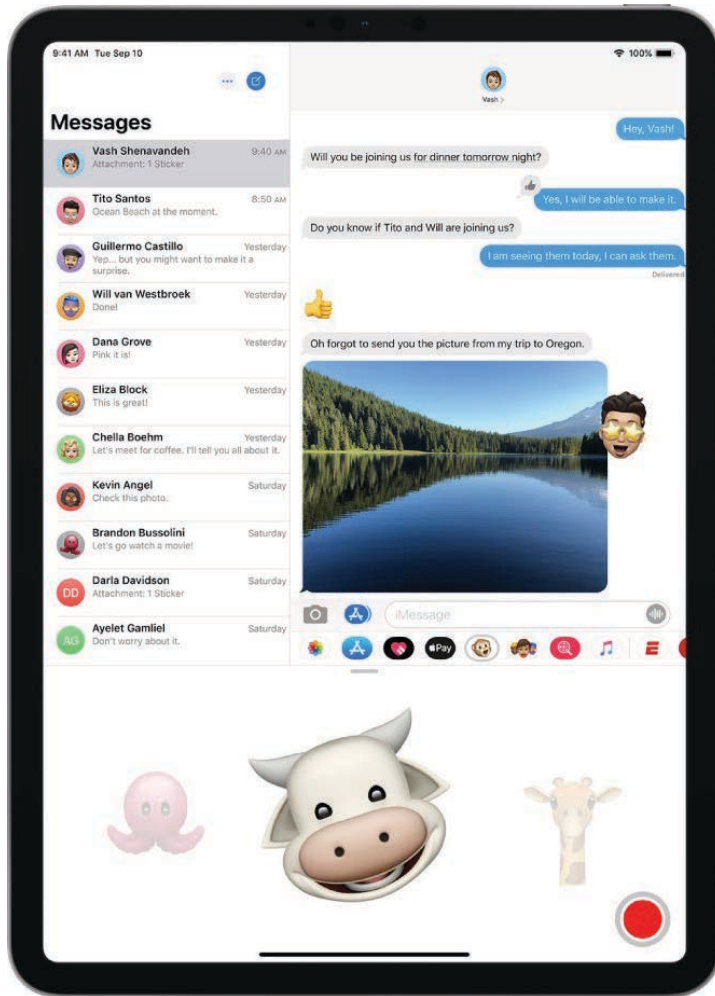 9:41 AM Tue Sep 10
100%
Messages
Vash Shenavandeh 9:40 AM
Attachment: 1 Sticker
Tito Santos 8:50 AM
Ocean Beach at the moment.
Guillermo Castillo Yesterday
Yep... but you might want to make it a
surprise.
Will van Westbroek Yesterday
Done!
Dana Grove Yesterday
Pink it is!
Eliza Block Yesterday
This is great!
Chella Boehm Yesterday
Let's meet for coffee. I'll tell you all about it.
Kevin Angel Saturday
Check this photo.
Brandon Bussolini Saturday
Let's go watch a movie!
DD
Darla Davidson Saturday
Attachment: 1 Sticker
AG
Ayelet Gamliel Saturday
Don't worry about it.
Vash >
Hey, Vash!
Will you be joining us for dinner tomorrow night?
Yes, I will be able to make it.
Do you know if Tito and Will are joining us?
I am seeing them today, I can ask them.
Delivered
Oh forgot to send you the picture from my trip to Oregon.
iMessage
Pay
E